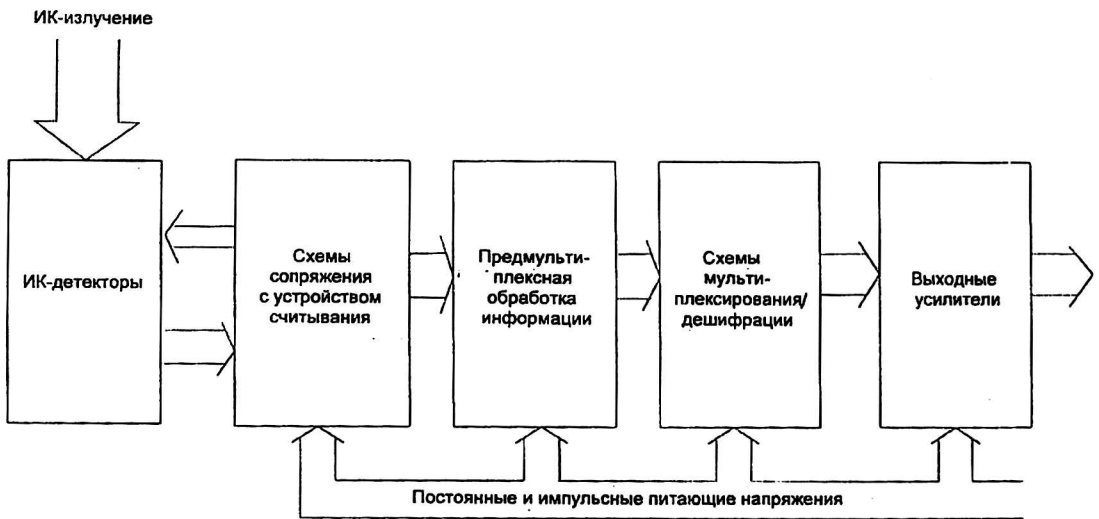 ИК-излучение
ИК-детекторы
Схемы
сопряжения
с устройством
считывания
Предмульти-
плексная
обработка
информации
Схемы
мульти-
плексирования/
дешифрации
Выходные
усилители
Постоянные и импульсные питающие напряжения